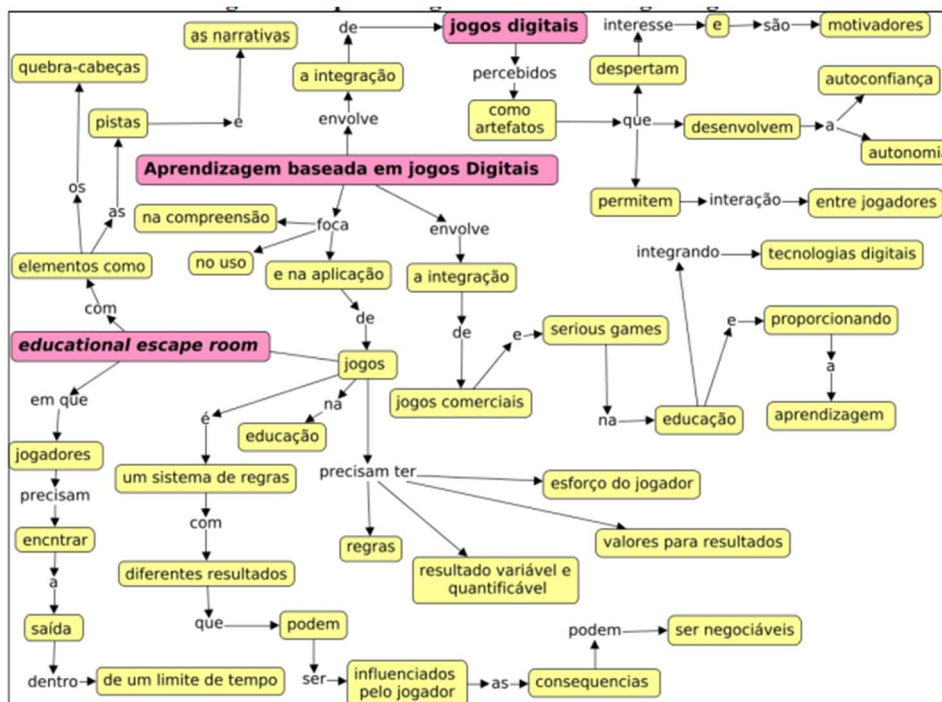 de
jogos digitais
interesse
e
são
motivadores
as narrativas
quebra-cabeças
a integração
percebidos
despertam
autoconfiança
pistas
e
envolve
como
artefatos
que
desenvolvem
a
autonomia
Aprendizagem baseada em jogos Digitais
os
as
na compreensão
foca
envolve
permitem
interação
entre jogadores
no uso
e na aplicação
a integração
integrando
tecnologias digitais
elementos como
com
de
de
e
serious games
e
proporcionando
educational escape room
jogos
a
em que
na
jogos comerciais
na
educação
aprendizagem
é
educação
jogadores
um sistema de regras
precisam ter
esforço do jogador
precisam
com
regras
valores para resultados
encntrar
a
diferentes resultados
resultado variável e
quantificável
saída
que
podem
podem
ser negociáveis
dentro
de um limite de tempo
ser
influenciados
pelo jogador
as
consequencias